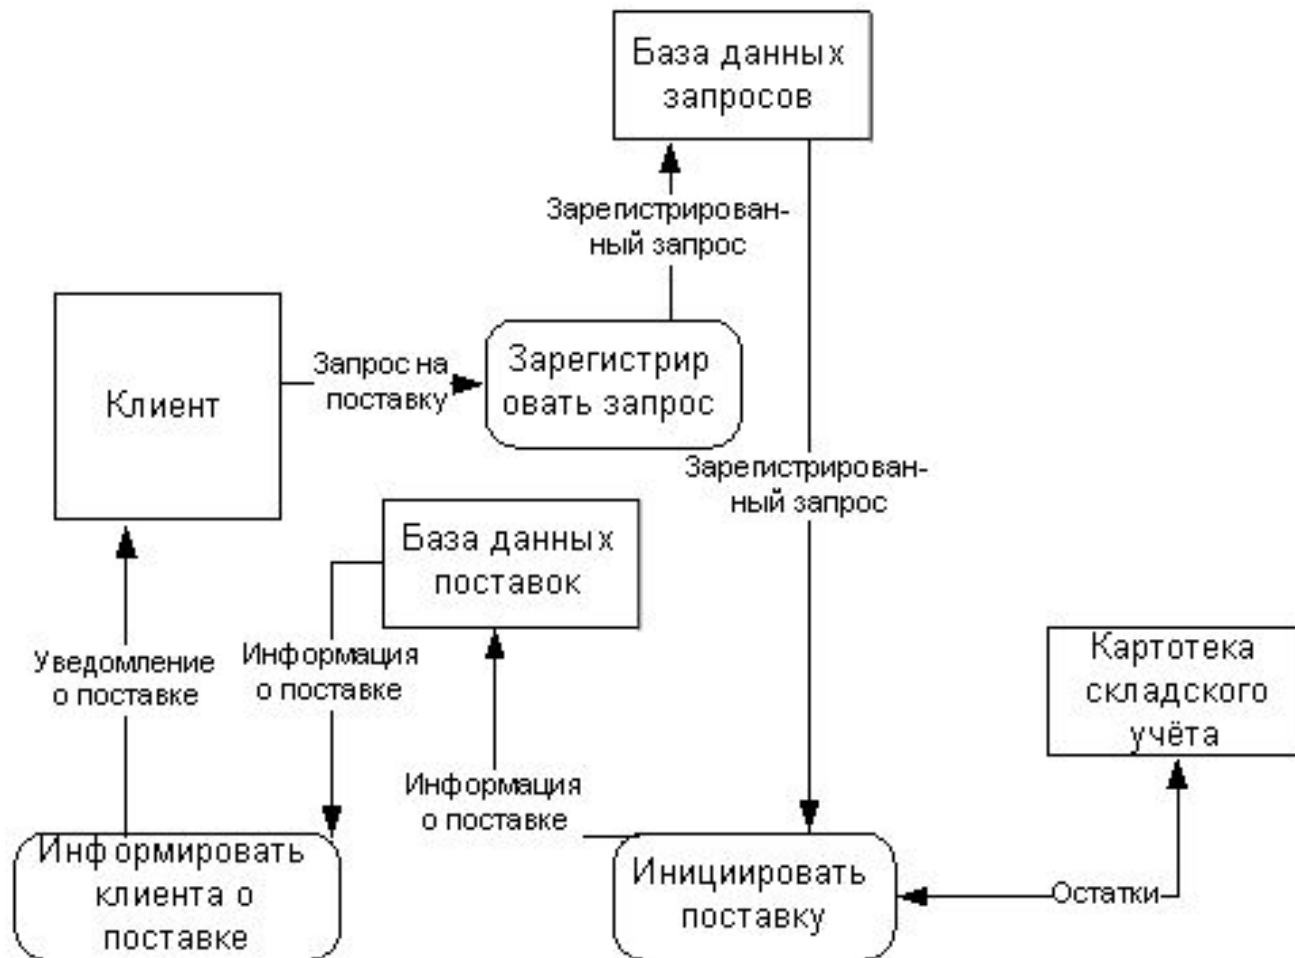 База данных
запросов
Зарегистрирован-
ный запрос
Клиент
Запрос на
поставку
Зарегистрир
овать запрос
Зарегистрирован-
ный запрос
База данных
поставок
Уведомление
о поставке
Информация
о поставке
Картотека
складского
учёта
Информация
о поставке
Информировать
клиента о
поставке
Инициировать
поставку
Остатки